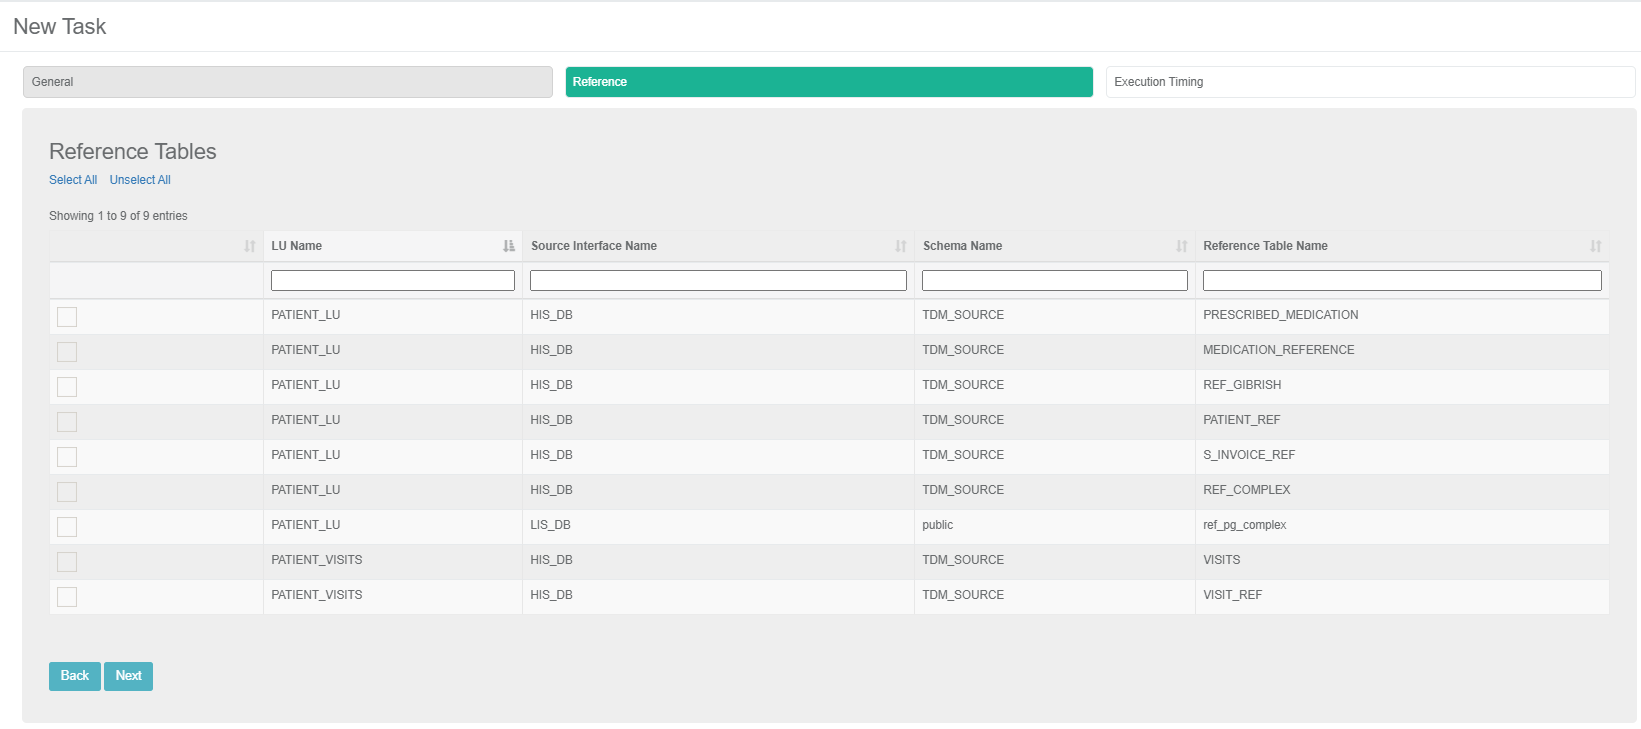 New Task
General Reference Execution Timing
Reference Tables
Select All Unselect All
Showing 1 to 9 of 9 entries
LU Name Source Interface Name Schema Name Reference Table Name
PATIENT_LU HIS_DB TDM_SOURCE PRESCRIBED_MEDICATION
PATIENT_LU HIS_DB TDM_SOURCE MEDICATION_REFERENCE
PATIENT_LU HIS_DB TDM_SOURCE REF_GIBRISH
PATIENT_LU HIS_DB TDM_SOURCE PATIENT_REF
PATIENT_LU HIS_DB TDM_SOURCE S_INVOICE_REF
PATIENT_LU HIS_DB TDM_SOURCE REF_COMPLEX
PATIENT_LU LIS_DB public ref_pg_complex
PATIENT_VISITS HIS_DB TDM_SOURCE VISITS
PATIENT_VISITS HIS_DB TDM_SOURCE VISIT_REF
Back Next